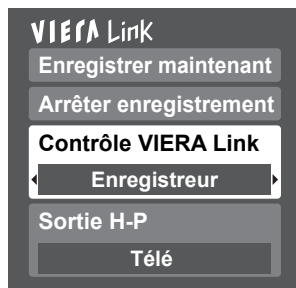 VIERA Link
Enregistrer maintenant
Arrêter enregistrement
Contrôle VIERA Link
Enregistreur
Sortie H-P
Télé